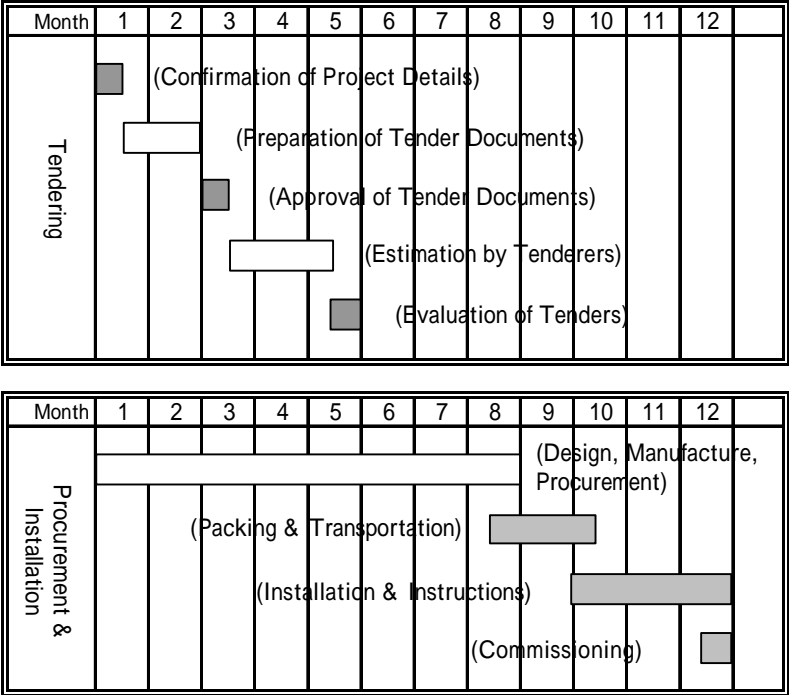 Month 1 2 3 4 5 6 7 8 9 10 11 12
Tendering
(Confirmation of Project Details)
(Preparation of Tender Documents)
(Approval of Tender Documents)
(Estimation by Tenderers)
(Evaluation of Tenders)
Month 1 2 3 4 5 6 7 8 9 10 11 12
Procurement &
Installation
(Design, Manufacture,
Procurement)
(Packing & Transportation)
(Installation & Instructions)
(Commissioning)